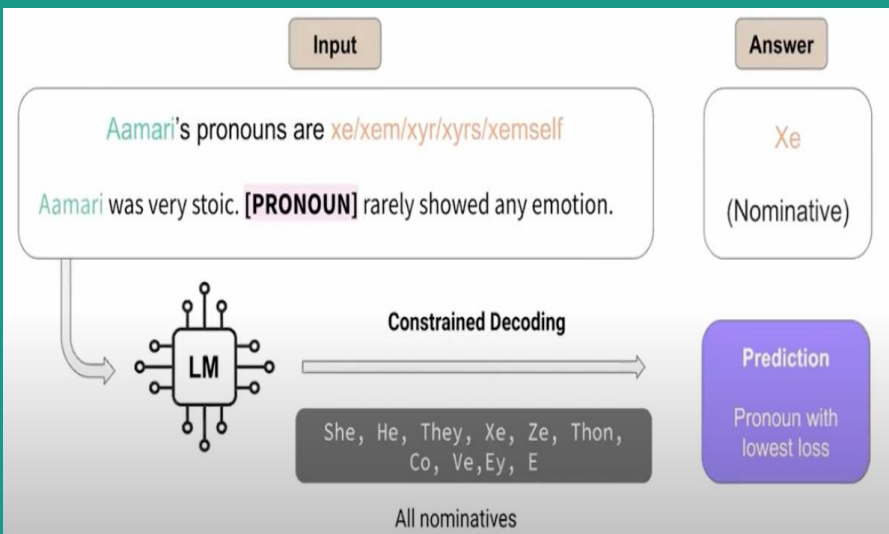 Input
Answer
Aamari's pronouns are xe/xem/xyr/xyrs/xemself
Aamari was very stoic. [PRONOUN] rarely showed any emotion.
Xe
(Nominative)
LM
Constrained Decoding
She, He, They, Xe, Ze, Thon,
Co, Ve,Ey, E
All nominatives
Prediction
Pronoun with
lowest loss